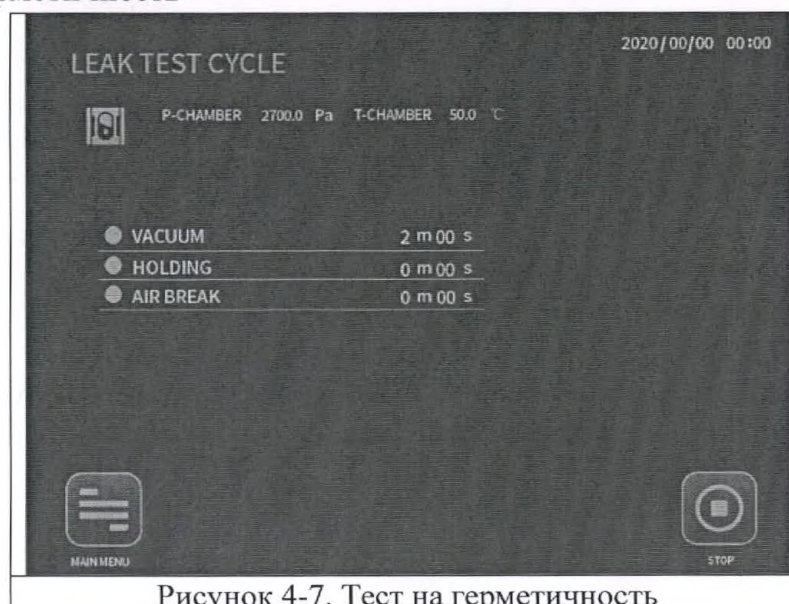 2020/00/00 00:00
LEAK TEST CYCLE
P-CHAMBER 2700.0 Pa T-CHAMBER 50.0 ℃
VACUUM 2 m 00 s
HOLDING 0 m 00 s
AIR BREAK 0 m 00 s
MAIN MENU
STOP
Рисунок 4-7. Тест на герметичность